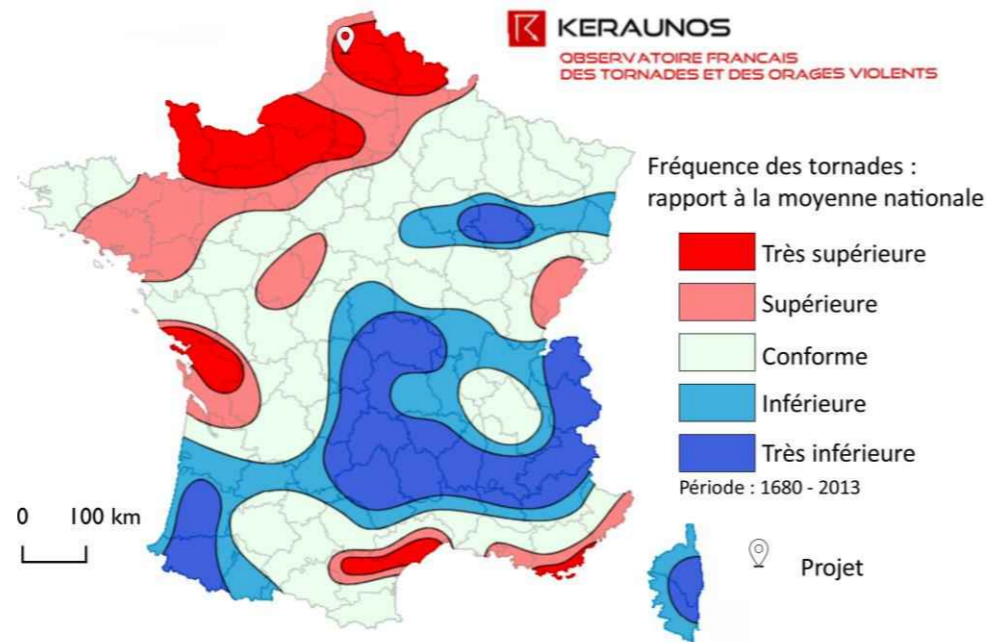 KERAUNOS
OBSERVATOIRE FRANCAIS
DES TORNADES ET DES ORAGES VIOLENTS
Fréquence des tornades :
rapport à la moyenne nationale
Très supérieure
Supérieure
Conforme
Inférieure
Très inférieure
Période : 1680 - 2013
0 100 km
Projet